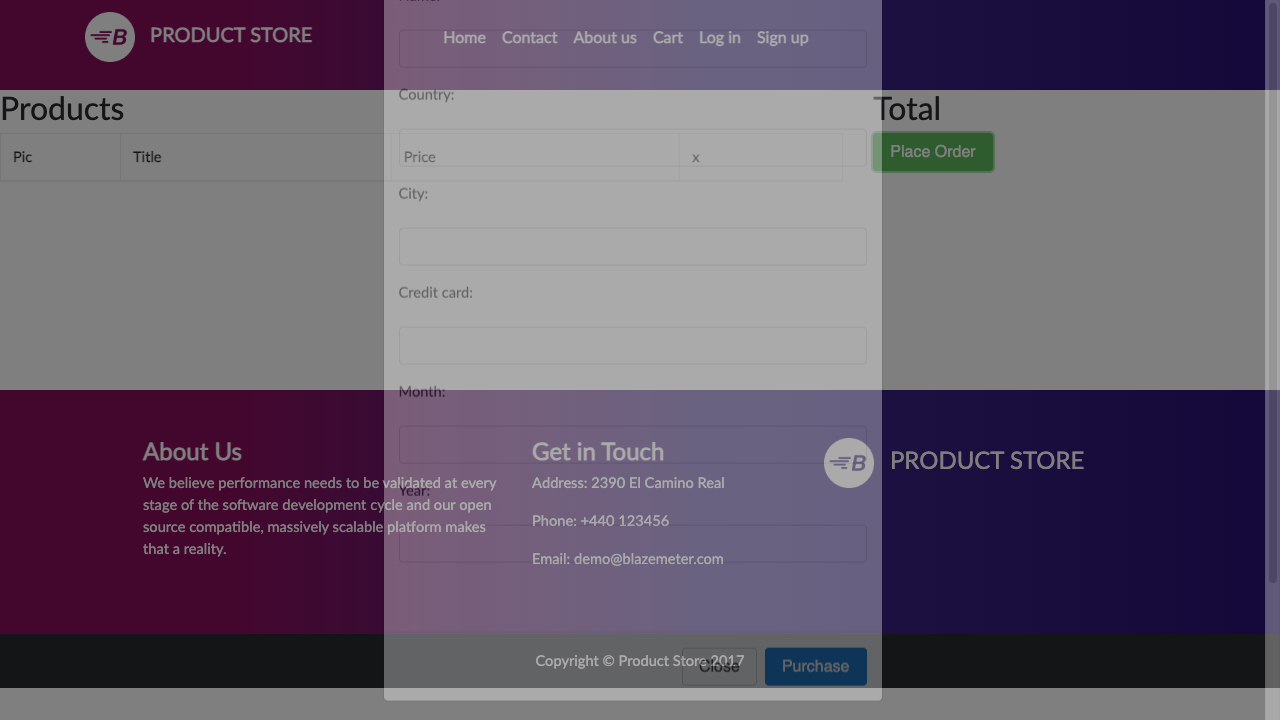 PRODUCT STORE
Name:
Home Contact About us Cart Log in Sign up
Country:
Products
Total
Pic Title Price x
Place Order
City:
Credit card:
Month:
About Us
We believe performance needs to be validated at every
stage of the software development cycle and our open
source compatible, massively scalable platform makes
that a reality.
Year:
Get in Touch
Address: 2390 El Camino Real
Phone: +440 123456
Email: demo@blazemeter.com
B PRODUCT STORE
Copyright © Product Store 2017
Close
Purchase